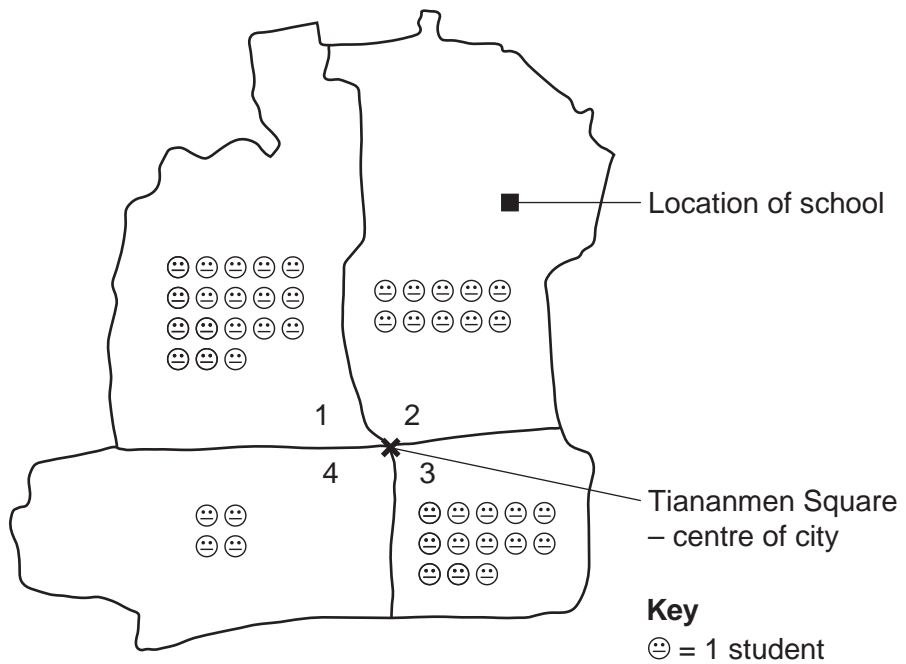 Location of school
1
2
4
3
Tiananmen Square
– centre of city
Key
= 1 student